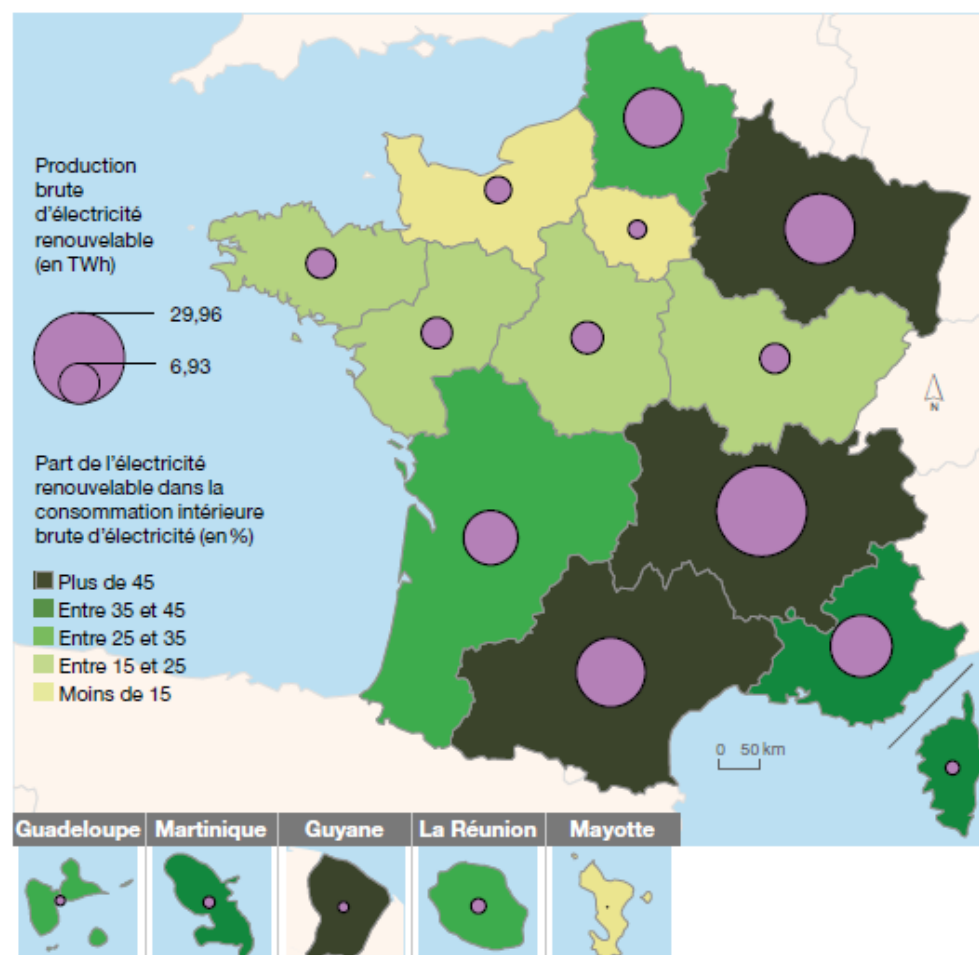 Production
brute
d'électricité
renouvelable
(en TWh)
29,96
6,93
Part de l'électricité
renouvelable dans la
consommation intérieure
brute d'électricité (en %)
Plus de 45
Entre 35 et 45
Entre 25 et 35
Entre 15 et 25
Moins de 15
N
0 50 km
Guadeloupe
Martinique
Guyane
La Réunion
Mayotte